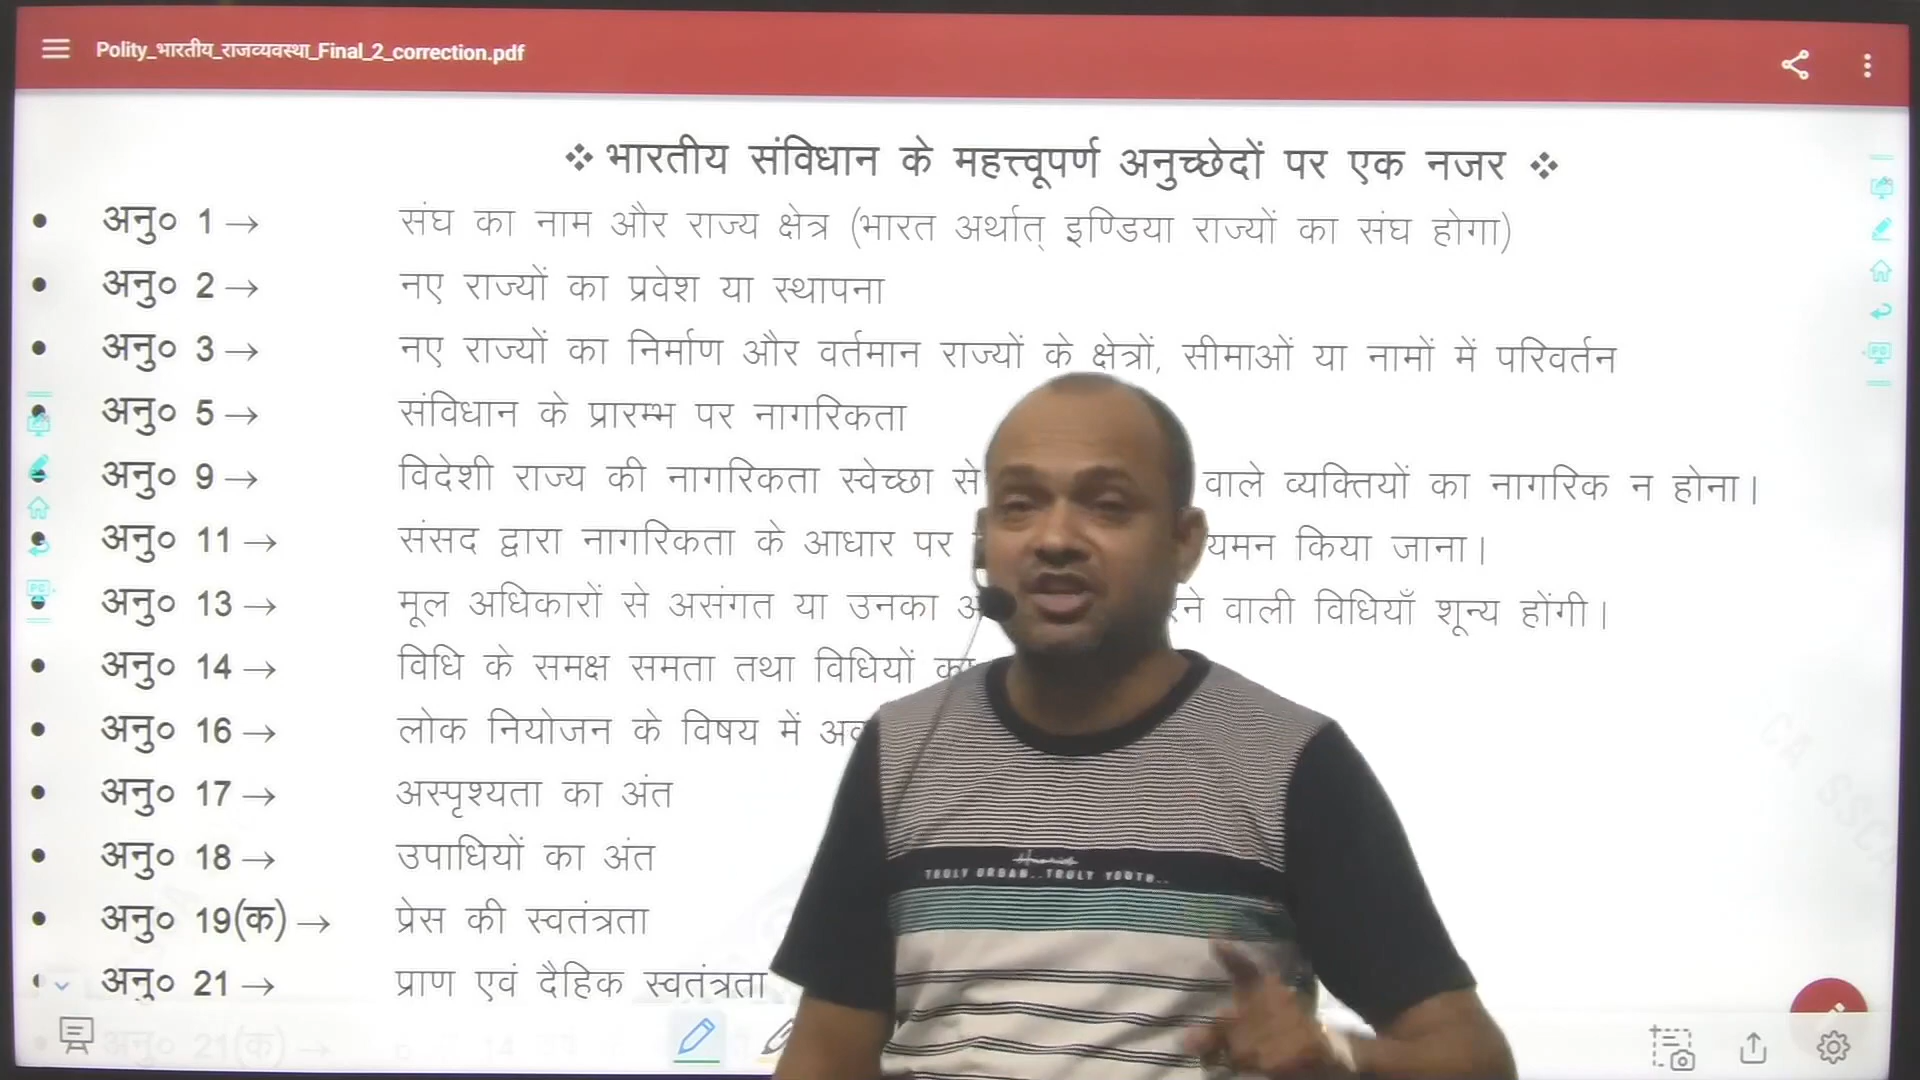 Polity_भारतीय_राजव्यवस्था_Final_2_correction.pdf
❖ भारतीय संविधान के महत्त्वूपर्ण अनुच्छेदों पर एक नजर ❖
• अनु० 1 → संघ का नाम और राज्य क्षेत्र (भारत अर्थात् इण्डिया राज्यों का संघ होगा)
• अनु० 2 → नए राज्यों का प्रवेश या स्थापना
• अनु० 3 → नए राज्यों का निर्माण और वर्तमान राज्यों के क्षेत्रों, सीमाओं या नामों में परिवर्तन
• अनु० 5 → संविधान के प्रारम्भ पर नागरिकता
• अनु० 9 → विदेशी राज्य की नागरिकता स्वेच्छा से वाले व्यक्तियों का नागरिक न होना।
• अनु० 11 → संसद द्वारा नागरिकता के आधार पर यमन किया जाना।
• अनु० 13 → मूल अधिकारों से असंगत या उनका वाली विधियाँ शून्य होंगी।
• अनु० 14 → विधि के समक्ष समता तथा विधियों
• अनु० 16 → लोक नियोजन के विषय में
• अनु० 17 → अस्पृश्यता का अंत
• अनु० 18 → उपाधियों का अंत
• अनु० 19(क) → प्रेस की स्वतंत्रता
• अनु० 21 → प्राण एवं दैहिक स्वतंत्रता
अनु० 21(क) →
TRULY URBAN..TRULY YOUTH..